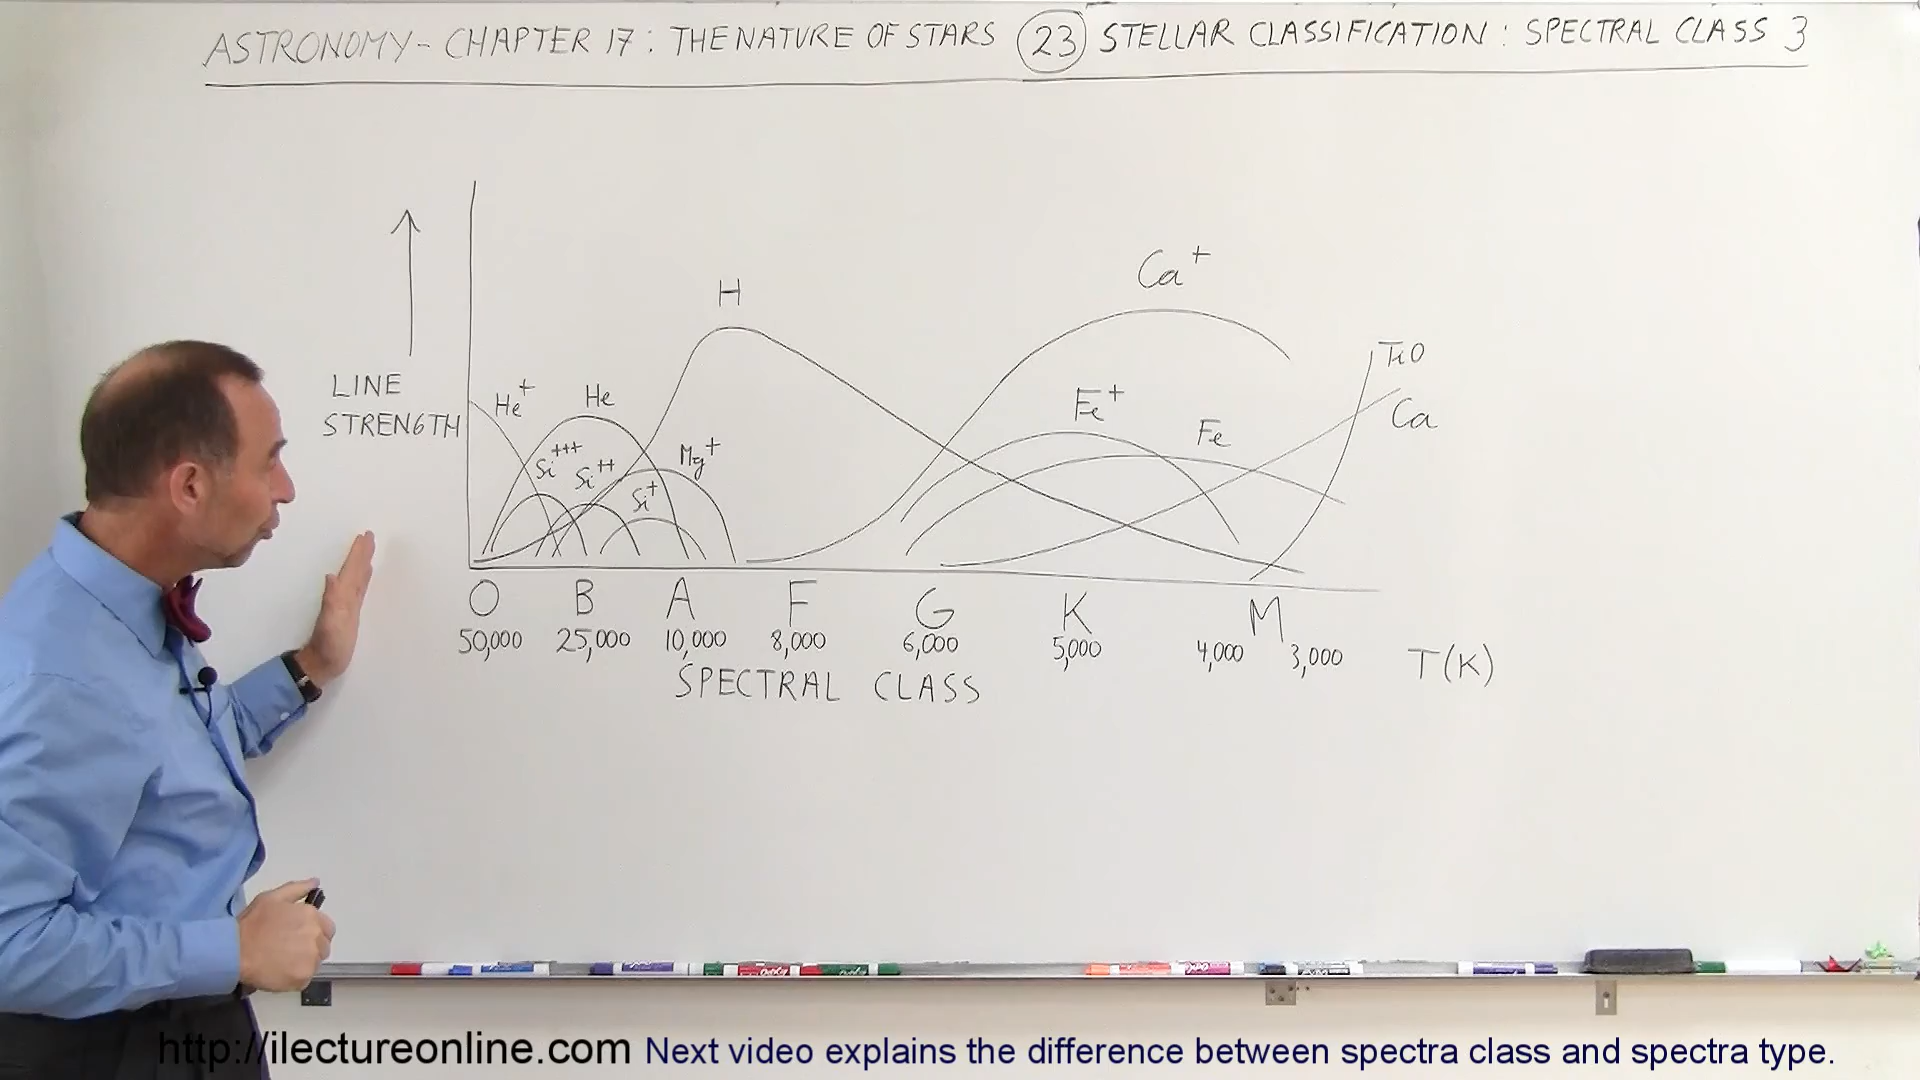 ASTRONOMY - CHAPTER 17: THE NATURE OF STARS 23 STELLAR CLASSIFICATION: SPECTRAL CLASS 3
Ca+
H
TiO
LINE
STRENGTH
He+
He
Fe+
Ca
Fe
Si+++
Si++
Mg+
Si+
O B A F G K M
50,000 25,000 10,000 8,000 6,000 5,000 4,000 3,000 T(K)
SPECTRAL CLASS
http://ilectureonline.com Next video explains the difference between spectra class and spectra type.